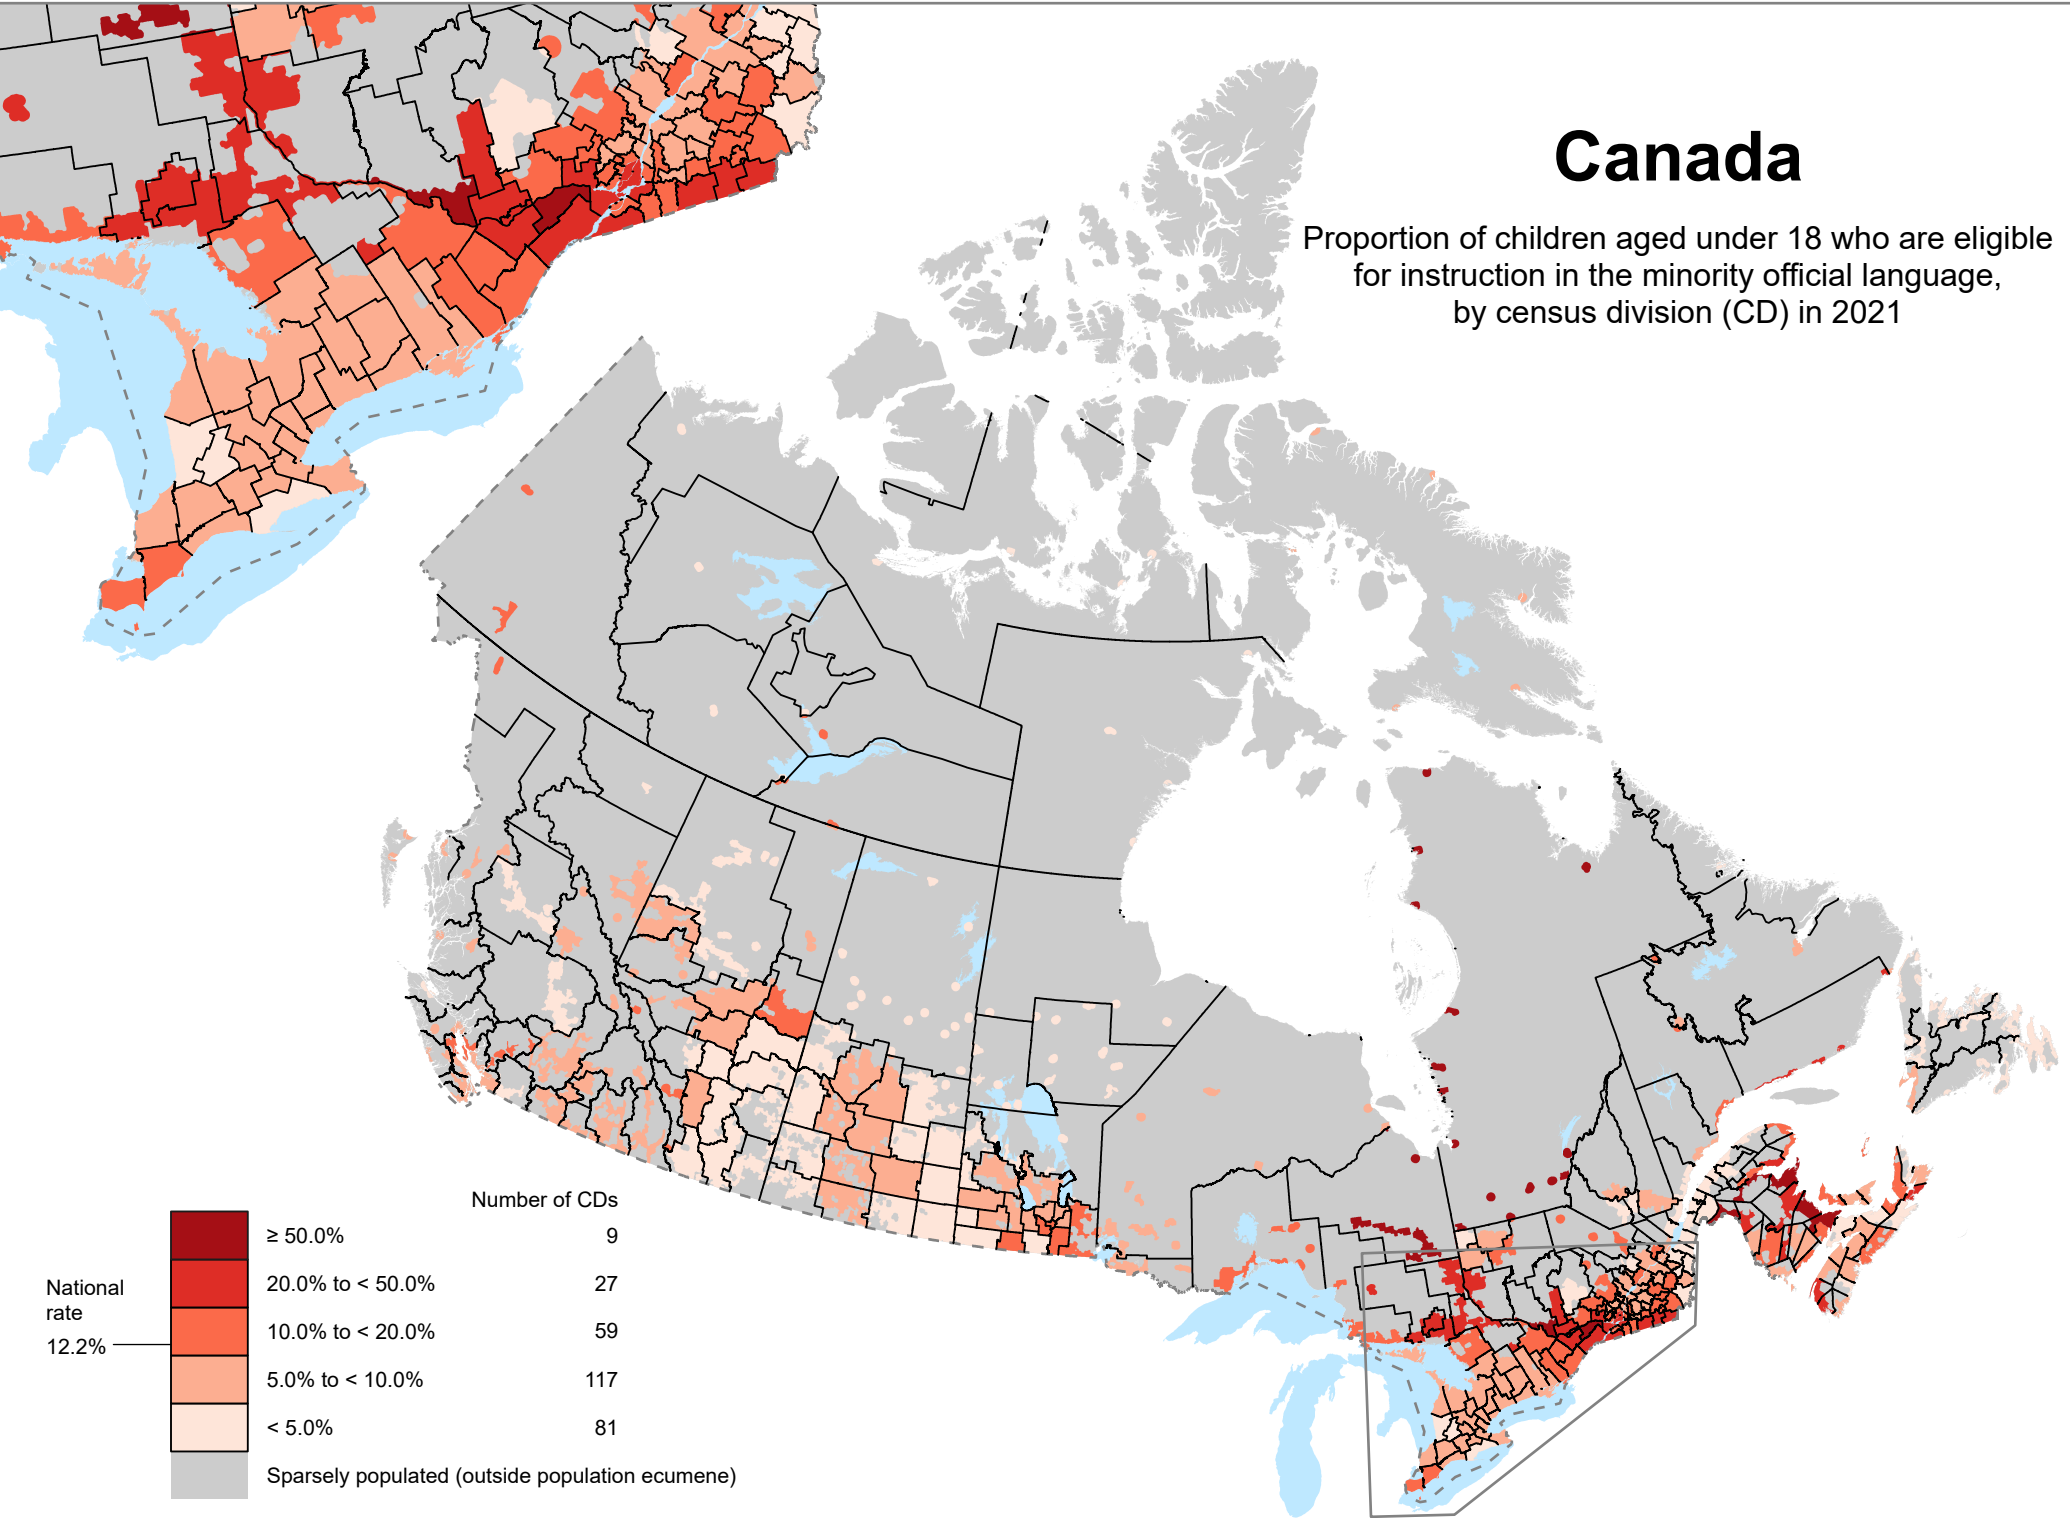 Canada
Proportion of children aged under 18 who are eligible
for instruction in the minority official language,
by census division (CD) in 2021
Number of CDs
≥ 50.0% 9
20.0% to < 50.0% 27
National
rate
12.2%
10.0% to < 20.0% 59
5.0% to < 10.0% 117
< 5.0% 81
Sparsely populated (outside population ecumene)